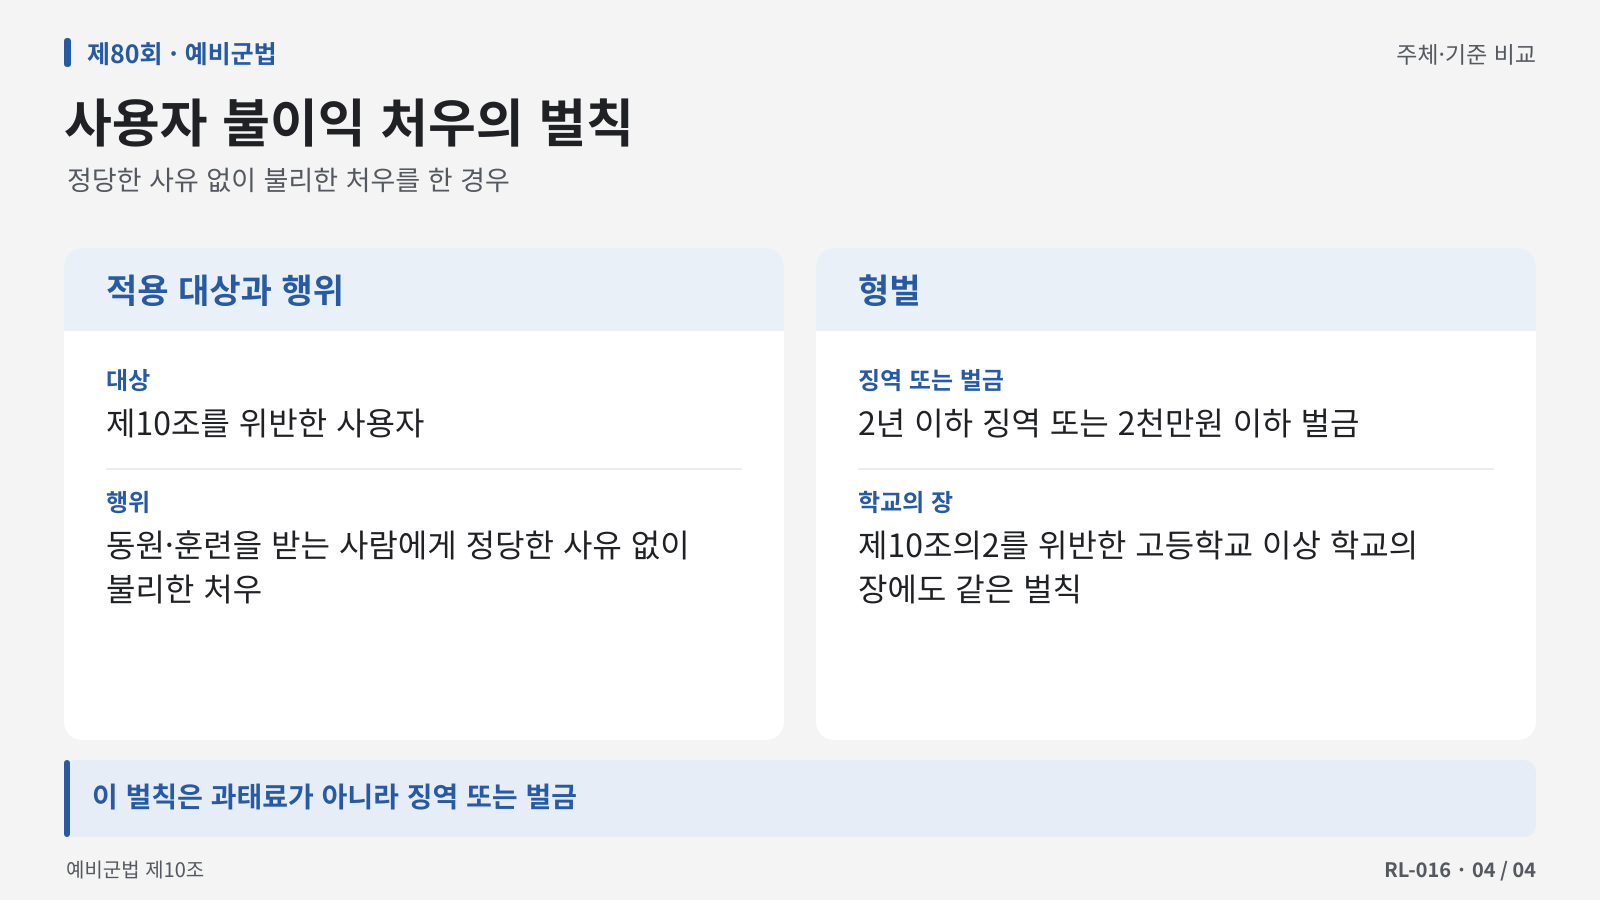 제80회 · 예비군법
주체·기준 비교
사용자 불이익 처우의 벌칙
정당한 사유 없이 불리한 처우를 한 경우
적용 대상과 행위
대상
제10조를 위반한 사용자
행위
동원·훈련을 받는 사람에게 정당한 사유 없이
불리한 처우
형벌
징역 또는 벌금
2년 이하 징역 또는 2천만원 이하 벌금
학교의 장
제10조의2를 위반한 고등학교 이상 학교의
장에도 같은 벌칙
이 벌칙은 과태료가 아니라 징역 또는 벌금
예비군법 제10조
RL-016 · 04 / 04